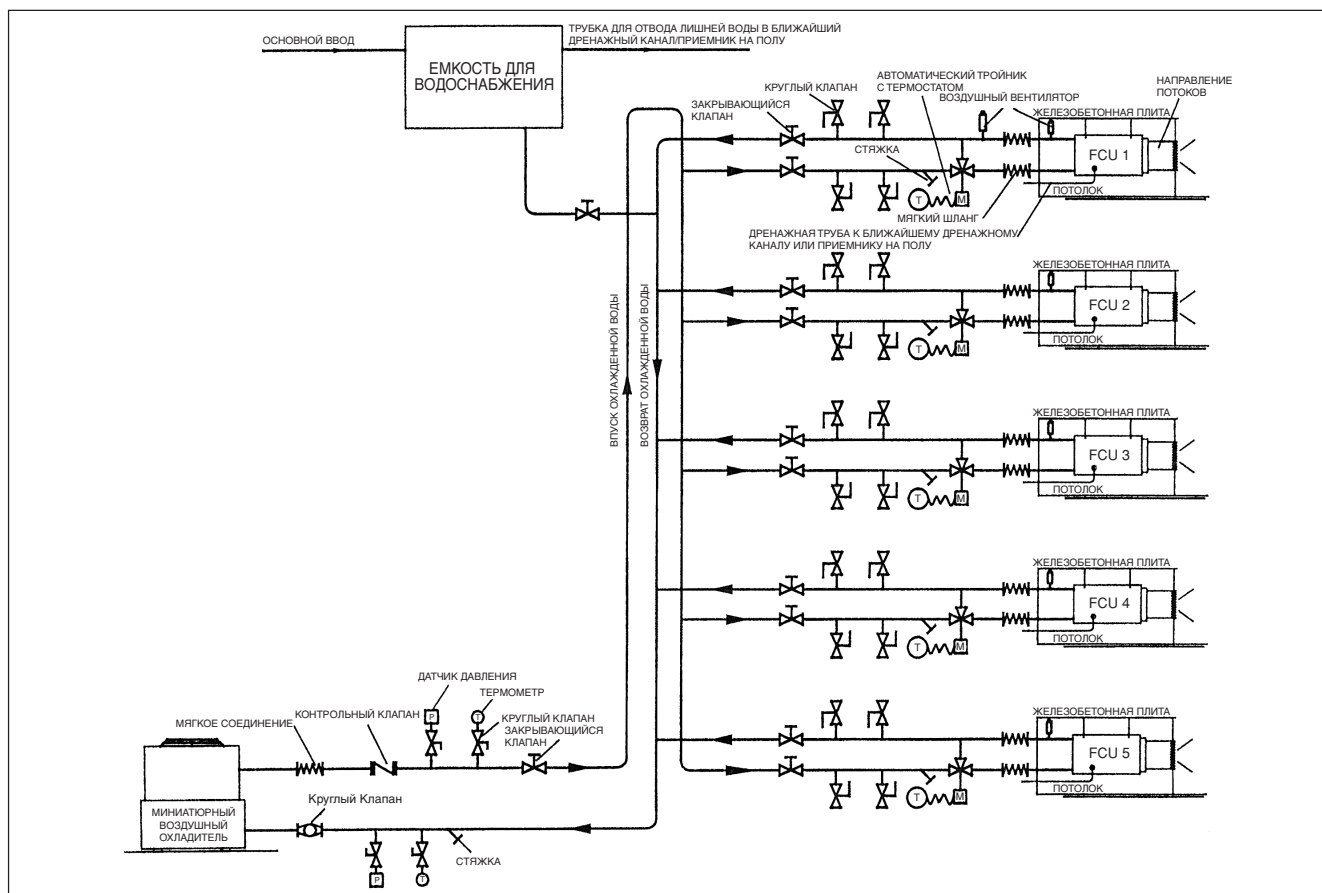 ОСНОВНОЙ ВВОД
ТРУБКА ДЛЯ ОТВОДА ЛИШНЕЙ ВОДЫ В БЛИЖАЙШИЙ
ДРЕНАЖНЫЙ КАНАЛ/ПРИЕМНИК НА ПОЛУ
ЕМКОСТЬ ДЛЯ
ВОДОСНАБЖЕНИЯ
ЗАКРЫВАЮЩИЙСЯ
КЛАПАН
КРУГЛЫЙ КЛАПАН
АВТОМАТИЧЕСКИЙ ТРОЙНИК
С ТЕРМОСТАТОМ
ВОЗДУШНЫЙ ВЕНТИЛЯТОР
НАПРАВЛЕНИЕ
ПОТОКОВ
ЖЕЛЕЗОБЕТОННАЯ ПЛИТА
FCU 1
СТЯЖКА
T
M
МЯГКИЙ ШЛАНГ
ПОТОЛОК
ДРЕНАЖНАЯ ТРУБА К БЛИЖАЙШЕМУ ДРЕНАЖНОМУ
КАНАЛУ ИЛИ ПРИЕМНИКУ НА ПОЛУ
ЖЕЛЕЗОБЕТОННАЯ ПЛИТА
FCU 2
T
M
ПОТОЛОК
ВПУСК ОХЛАЖДЕННОЙ ВОДЫ
ВОЗВРАТ ОХЛАЖДЕННОЙ ВОДЫ
ЖЕЛЕЗОБЕТОННАЯ ПЛИТА
FCU 3
T
M
ПОТОЛОК
ЖЕЛЕЗОБЕТОННАЯ ПЛИТА
FCU 4
T
M
ПОТОЛОК
ЖЕЛЕЗОБЕТОННАЯ ПЛИТА
FCU 5
T
M
ПОТОЛОК
ДАТЧИК ДАВЛЕНИЯ
ТЕРМОМЕТР
P
T
МЯГКОЕ СОЕДИНЕНИЕ
КОНТРОЛЬНЫЙ КЛАПАН
КРУГЛЫЙ КЛАПАН
ЗАКРЫВАЮЩИЙСЯ
КЛАПАН
МИНИАТЮРНЫЙ
ВОЗДУШНЫЙ
ОХЛАДИТЕЛЬ
Круглый Клапан
СТЯЖКА
P
T